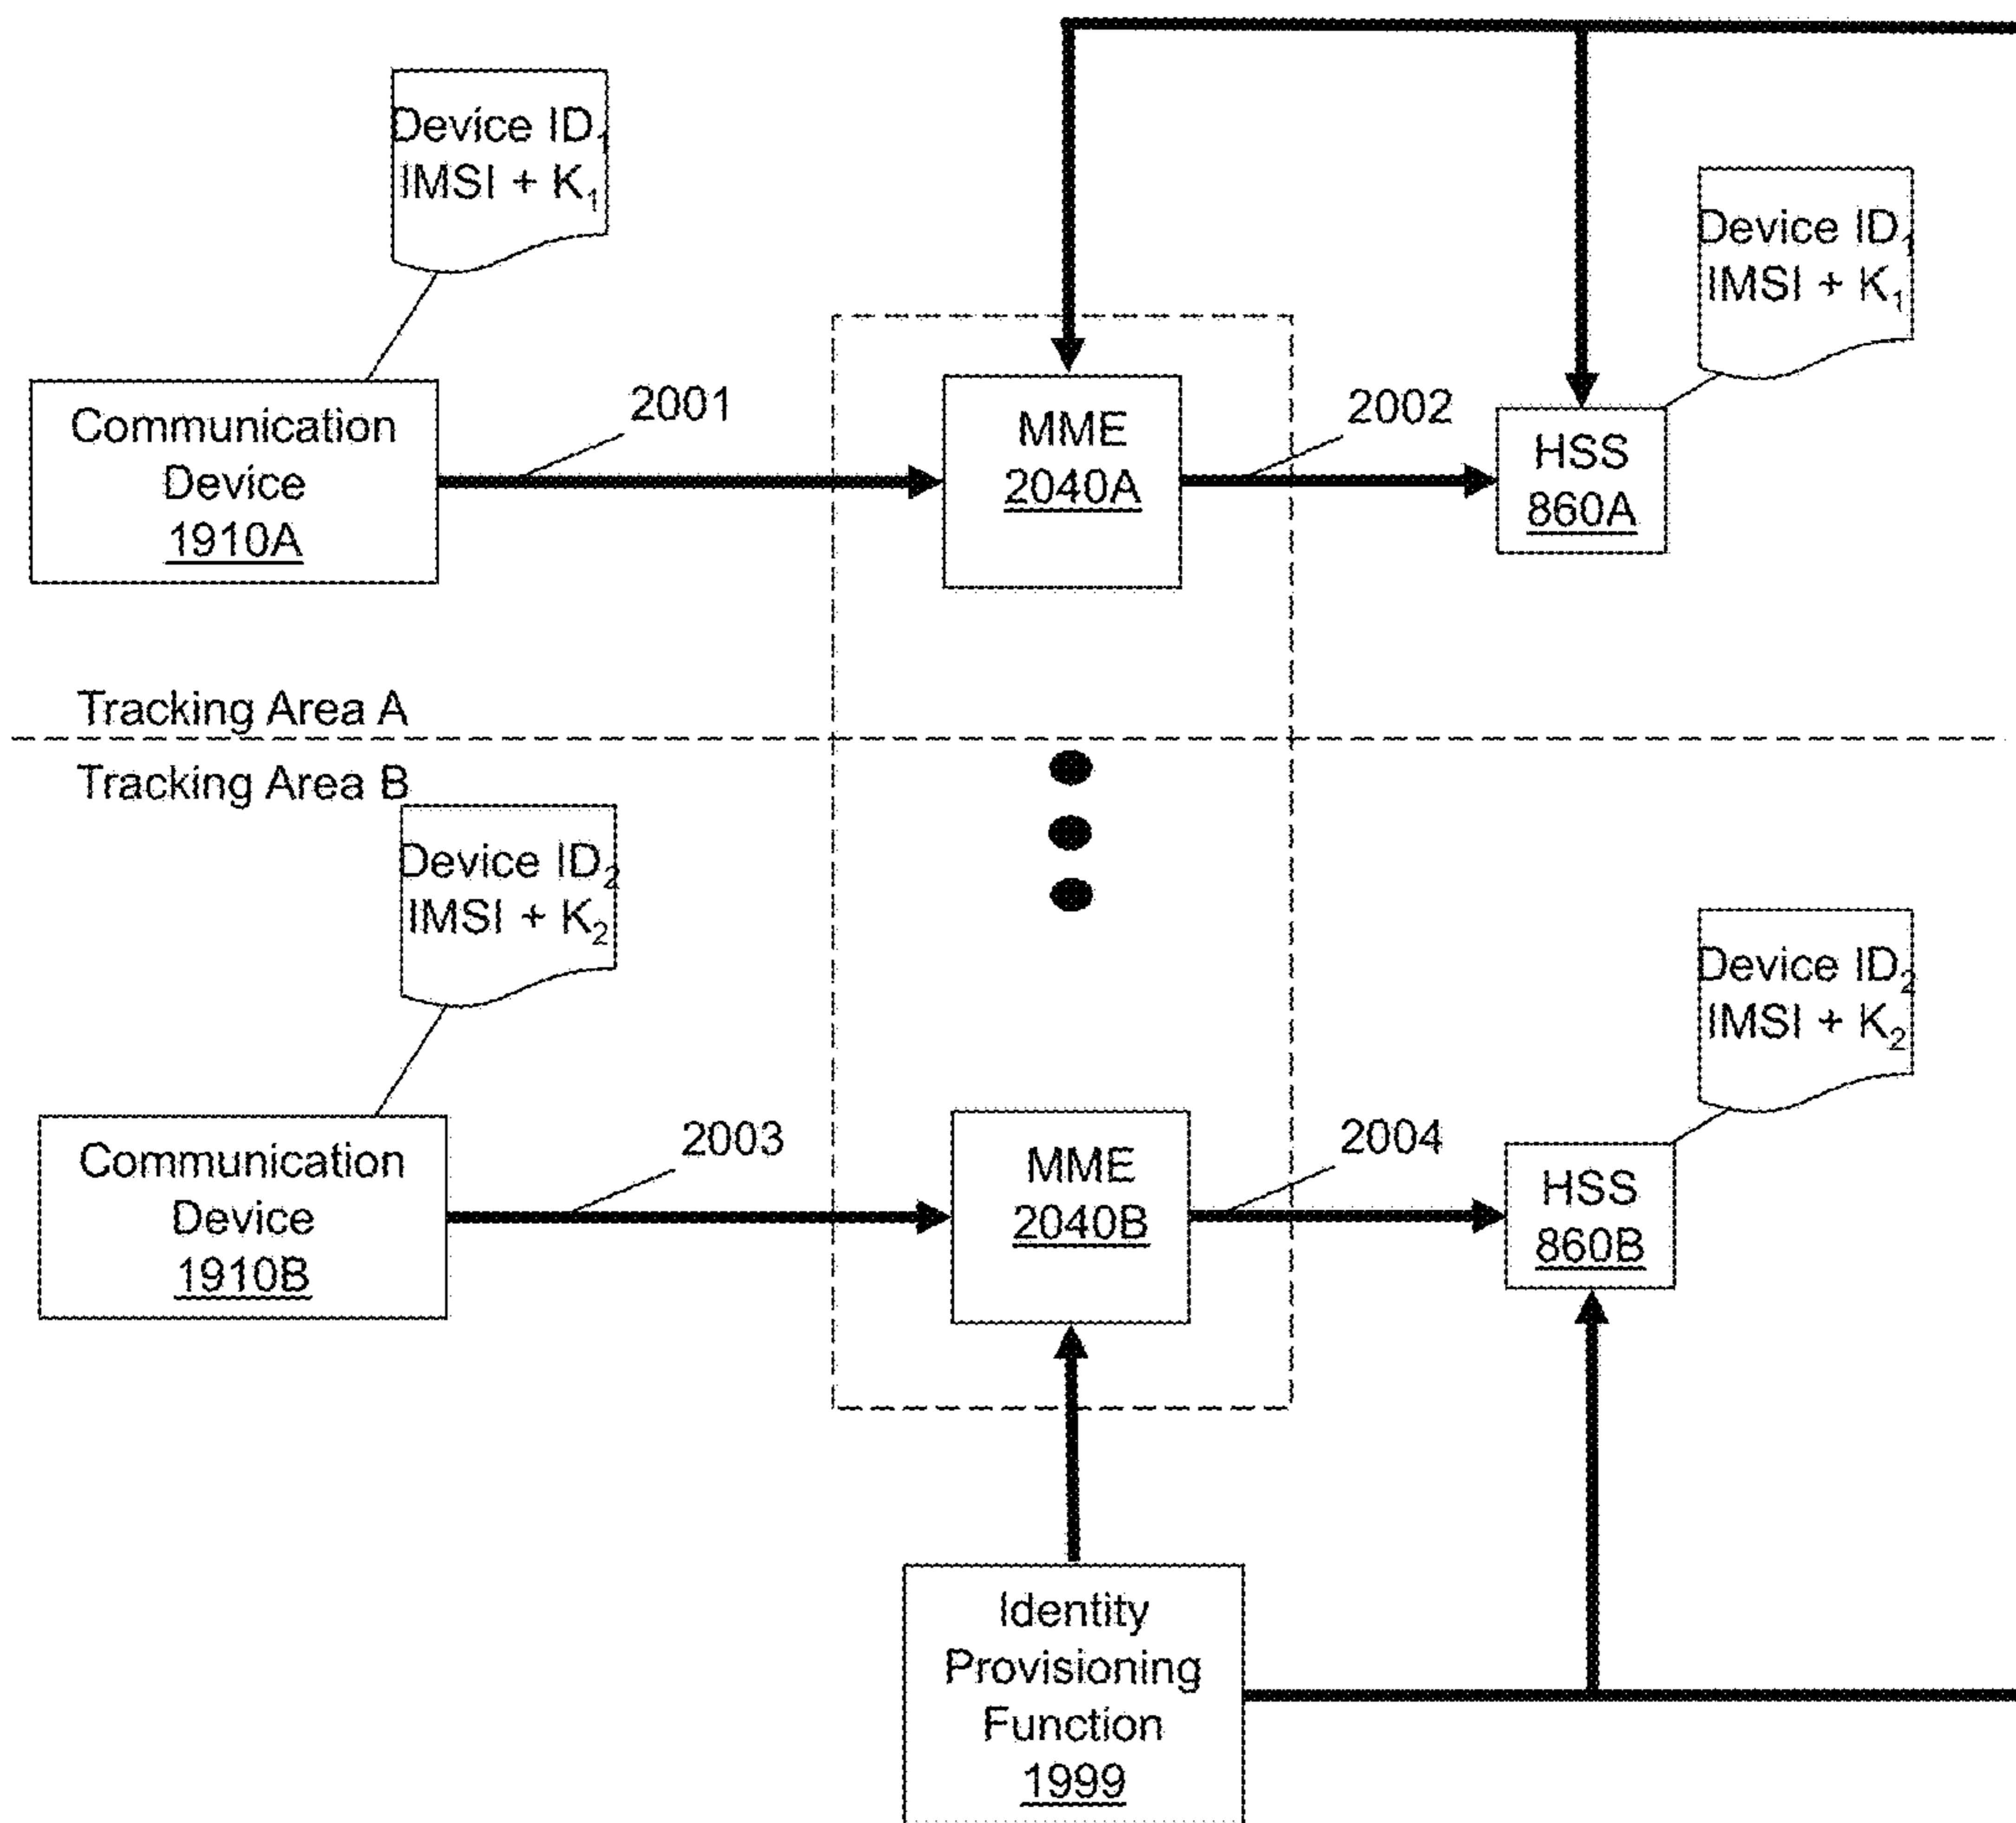 Device ID₁
IMSI + K₁
Device ID₁
IMSI + K₁
Communication
Device
1910A
2001
MME
2040A
2002
HSS
860A
Tracking Area A
Tracking Area B
Device ID₂
IMSI + K₂
Device ID₂
IMSI + K₂
Communication
Device
1910B
2003
MME
2040B
2004
HSS
860B
Identity
Provisioning
Function
1999